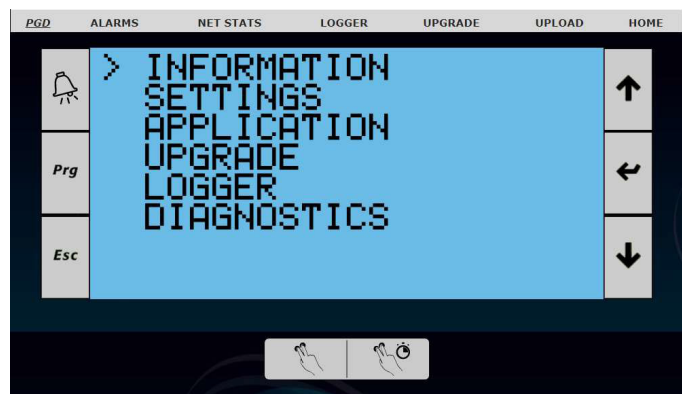 PGD ALARMS NET STATS LOGGER UPGRADE UPLOAD HOME
> INFORMATION
SETTINGS
APPLICATION
UPGRADE
LOGGER
DIAGNOSTICS
Prg
Esc